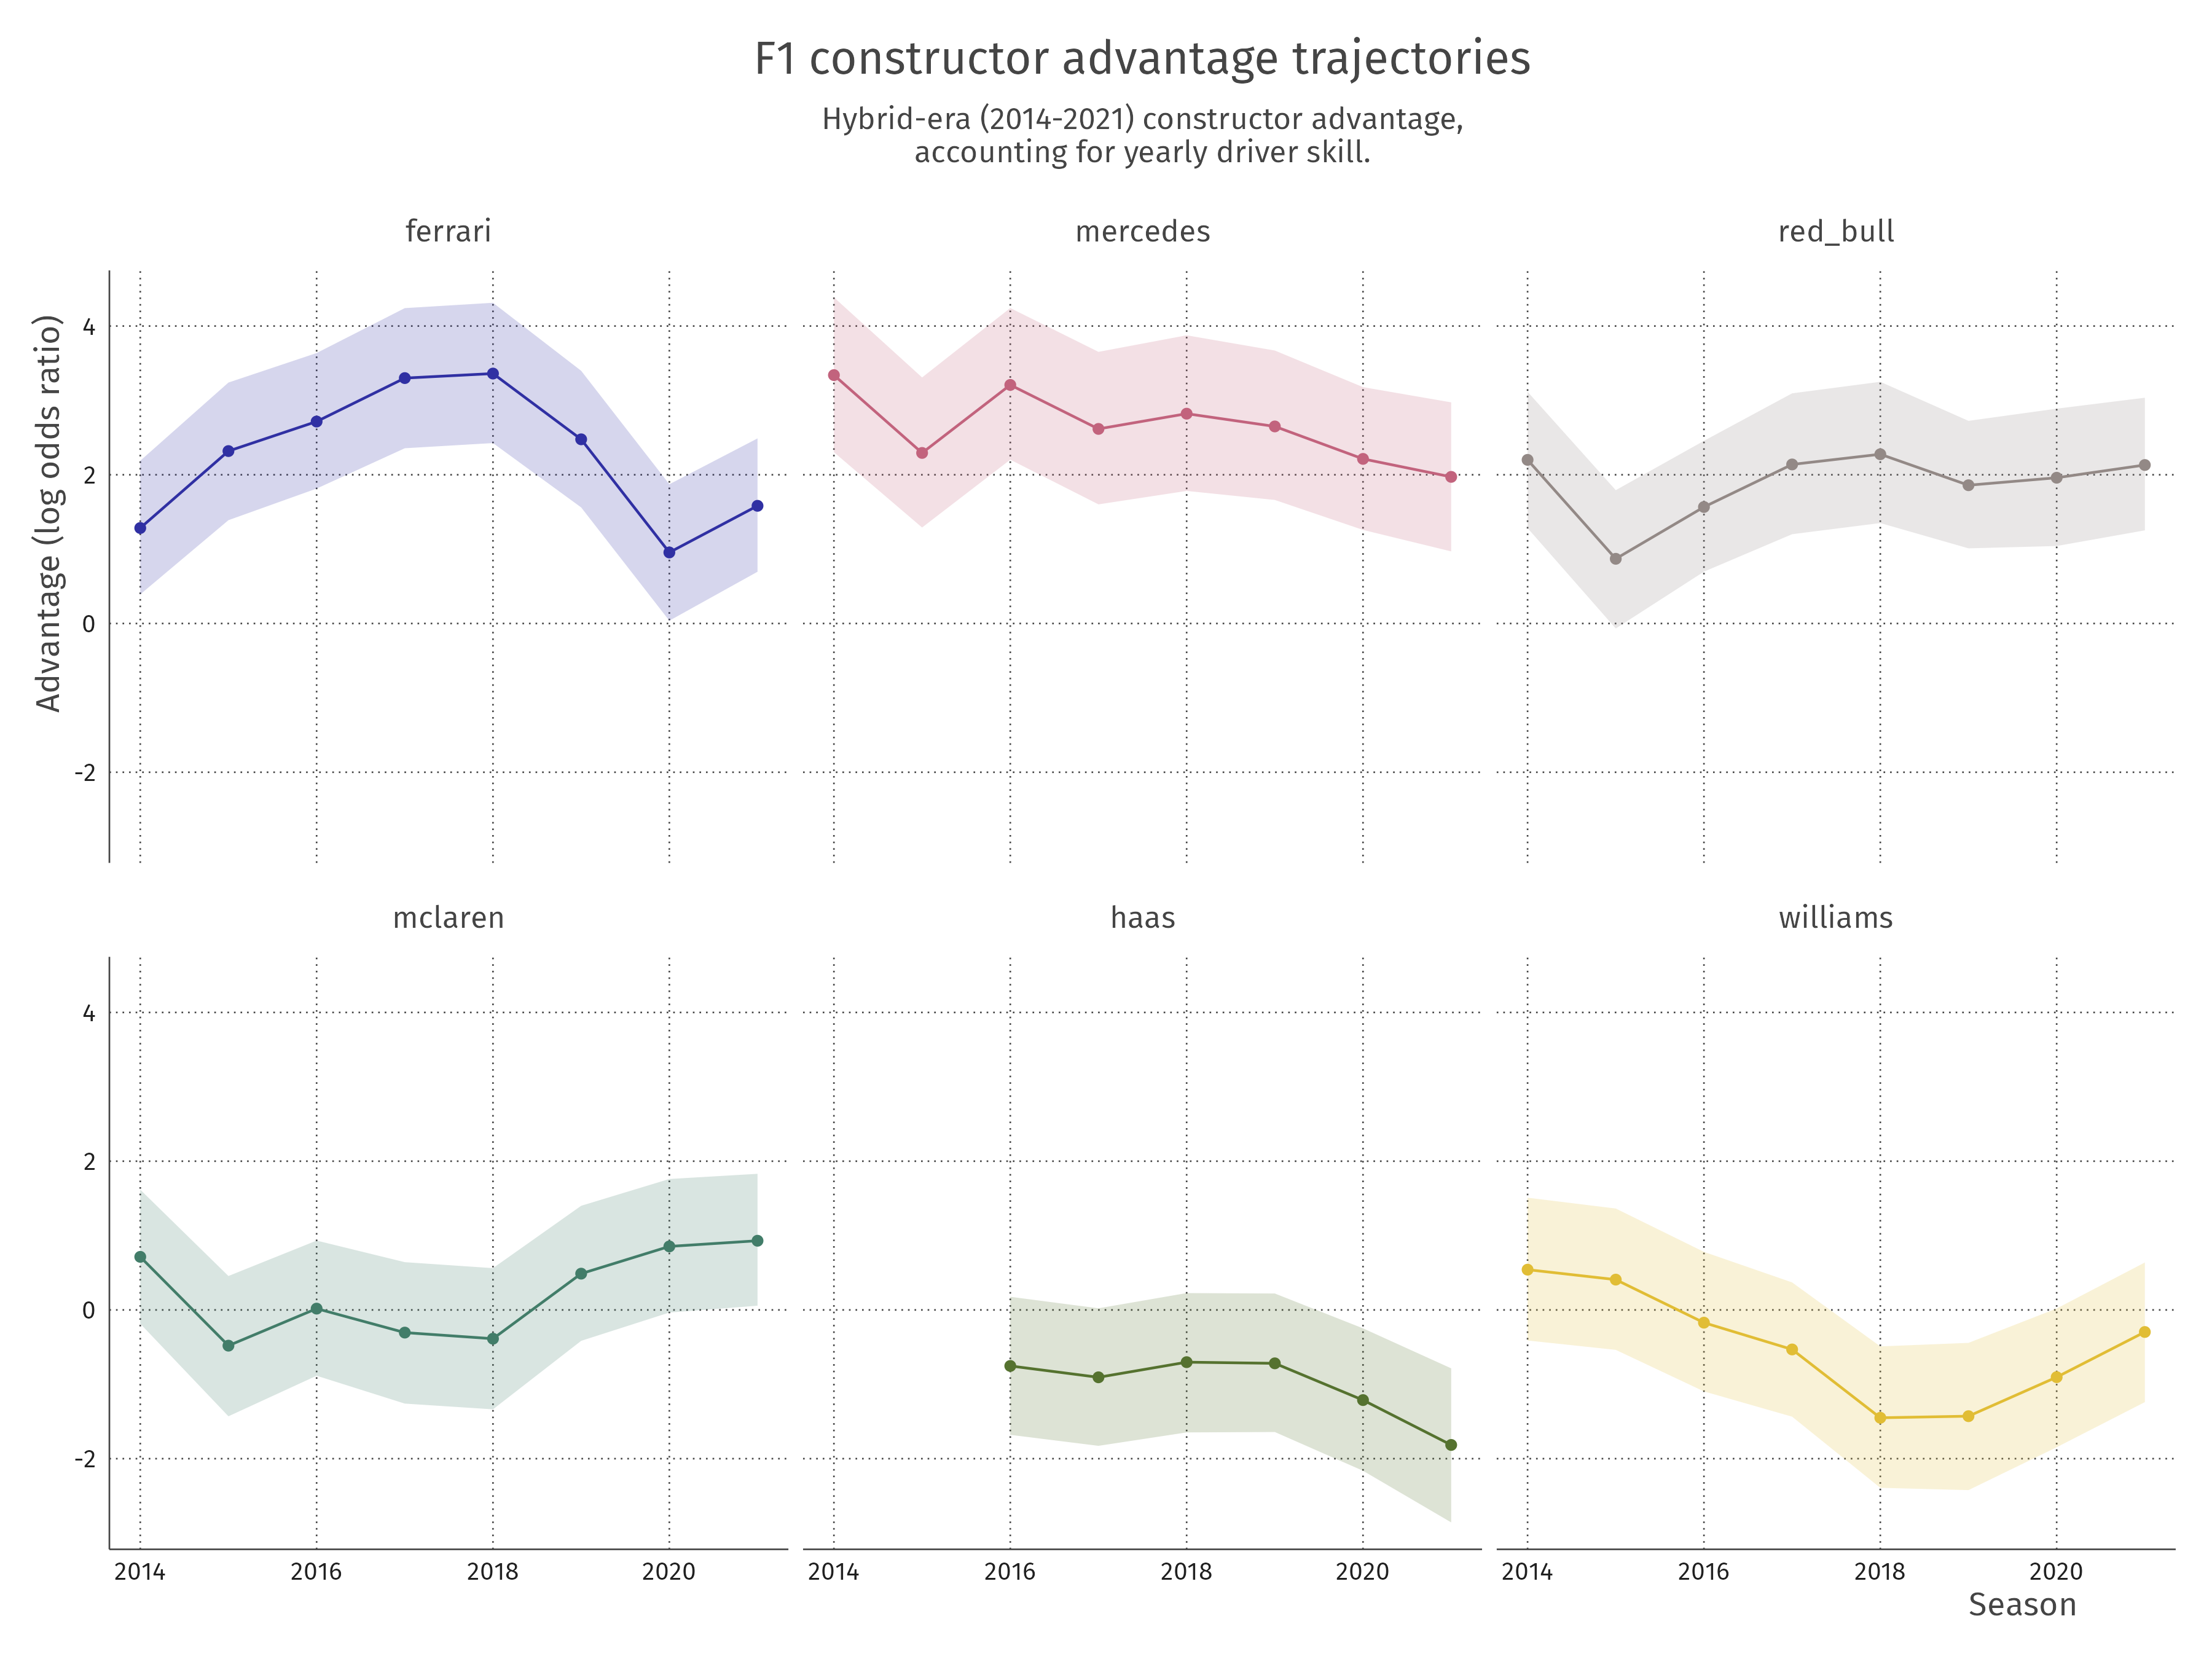 F1 constructor advantage trajectories
Hybrid-era (2014-2021) constructor advantage,
accounting for yearly driver skill.
ferrari
mercedes
red_bull
Advantage (log odds ratio)
4
2
0
-2
mclaren
haas
williams
4
2
0
-2
2014 2016 2018 2020 2014 2016 2018 2020 2014 2016 2018 2020
Season